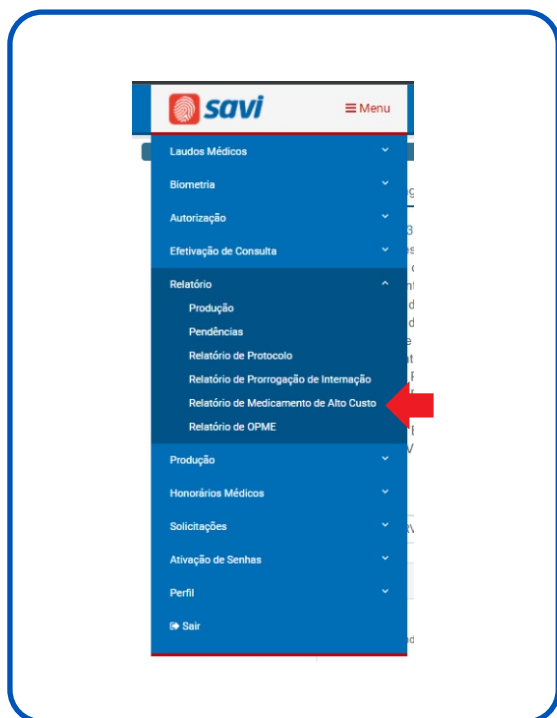 savi
Menu
Laudos Médicos
Biometria
Autorização
Efetivação de Consulta
Relatório
Produção
Pendências
Relatório de Protocolo
Relatório de Prorrogação de Internação
Relatório de Medicamento de Alto Custo
Relatório de OPME
Produção
Honorários Médicos
Solicitações
Ativação de Senhas
Perfil
Sair